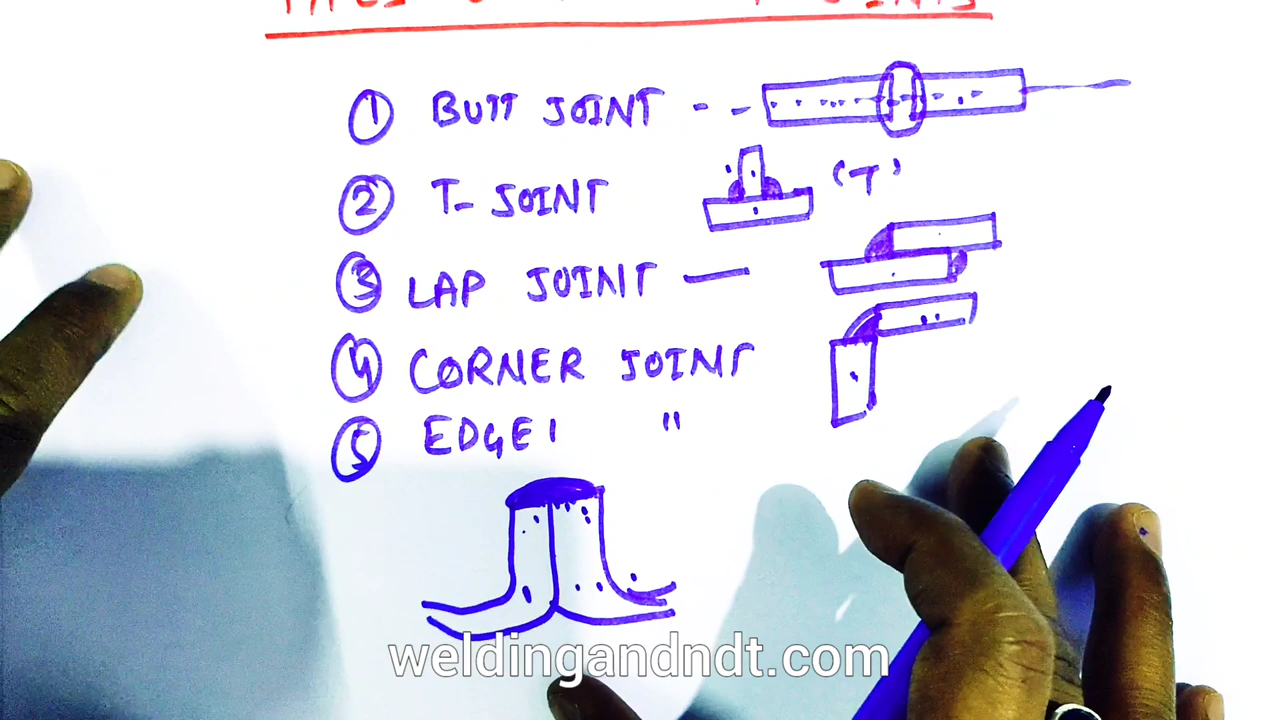 ① BUTT JOINT - -
② T- JOINT 'T'
③ LAP JOINT —
④ CORNER JOINT
⑤ EDGE "
weldingandndt.com